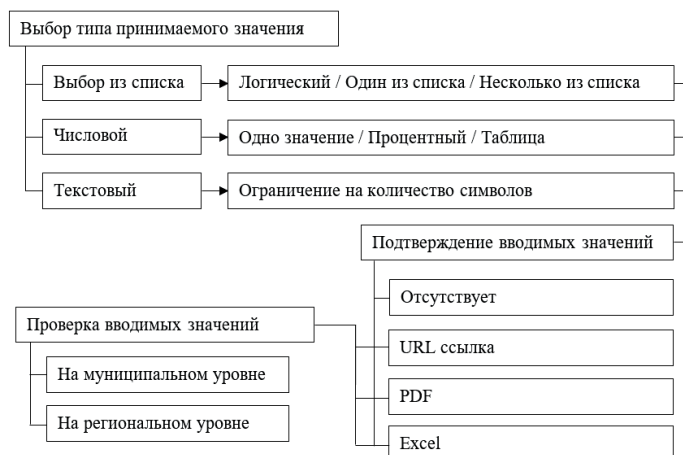 Выбор типа принимаемого значения
Выбор из списка
Логический / Один из списка / Несколько из списка
Числовой
Одно значение / Процентный / Таблица
Текстовый
Ограничение на количество символов
Подтверждение вводимых значений
Отсутствует
URL ссылка
PDF
Excel
Проверка вводимых значений
На муниципальном уровне
На региональном уровне